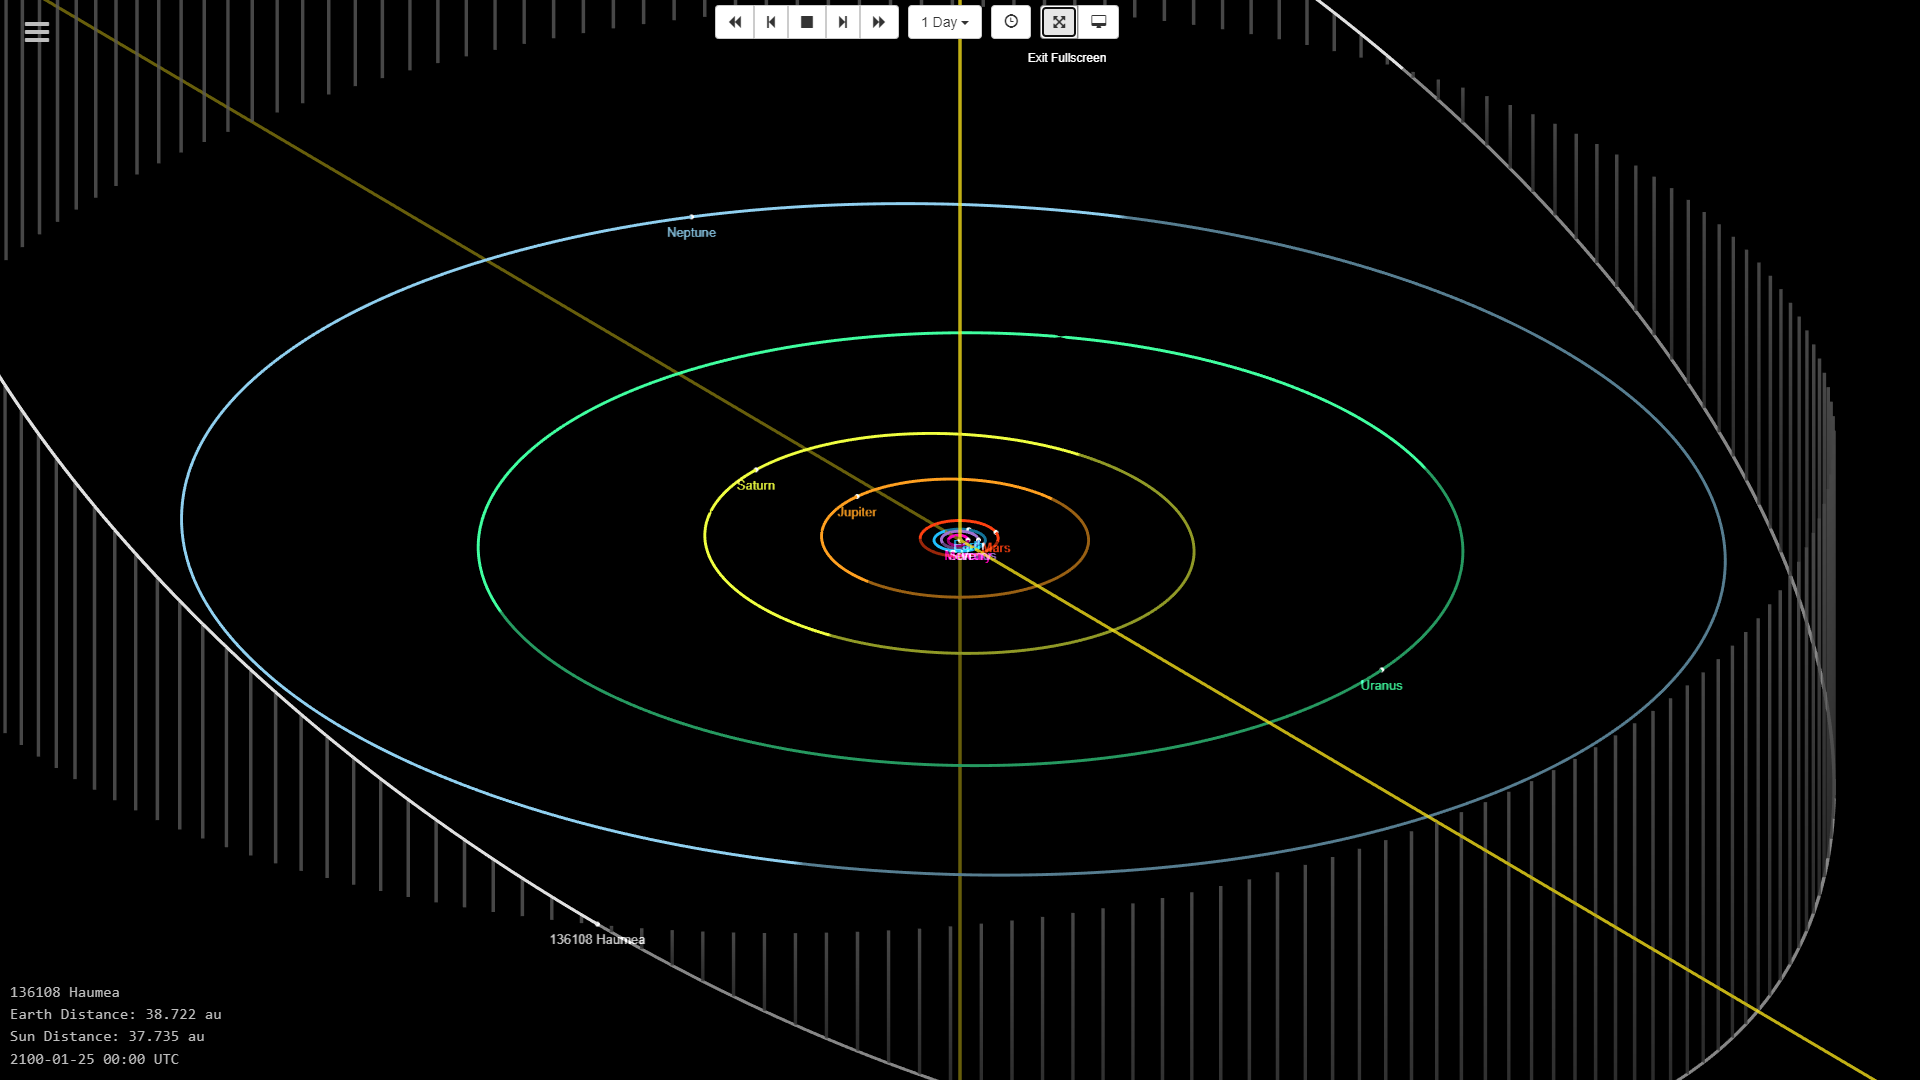 1 Day
Exit Fullscreen
Neptune
Saturn
Jupiter
Earth
Mars
Uranus
136108 Haumea
136108 Haumea
Earth Distance: 38.722 au
Sun Distance: 37.735 au
2100-01-25 00:00 UTC